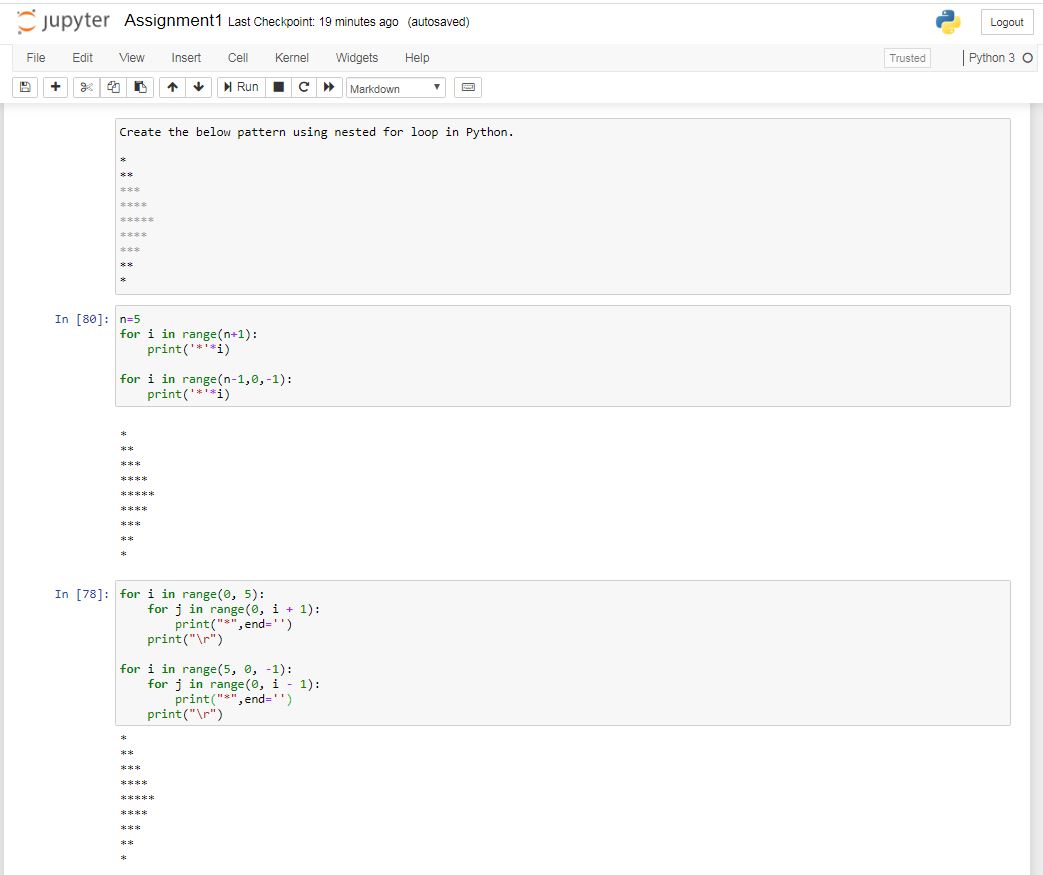 jupyter Assignment1 Last Checkpoint: 19 minutes ago (autosaved) Logout
File Edit View Insert Cell Kernel Widgets Help Trusted Python 3
Run Markdown
Create the below pattern using nested for loop in Python.
*
**
***
****
*****
****
***
**
*
In [80]: n=5
for i in range(n+1):
    print('*'*i)

for i in range(n-1,0,-1):
    print('*'*i)

*
**
***
****
*****
****
***
**
*
In [78]: for i in range(0, 5):
    for j in range(0, i + 1):
        print("*",end='')
    print("\r")

for i in range(5, 0, -1):
    for j in range(0, i - 1):
        print("*",end='')
    print("\r")
*
**
***
****
*****
****
***
**
*